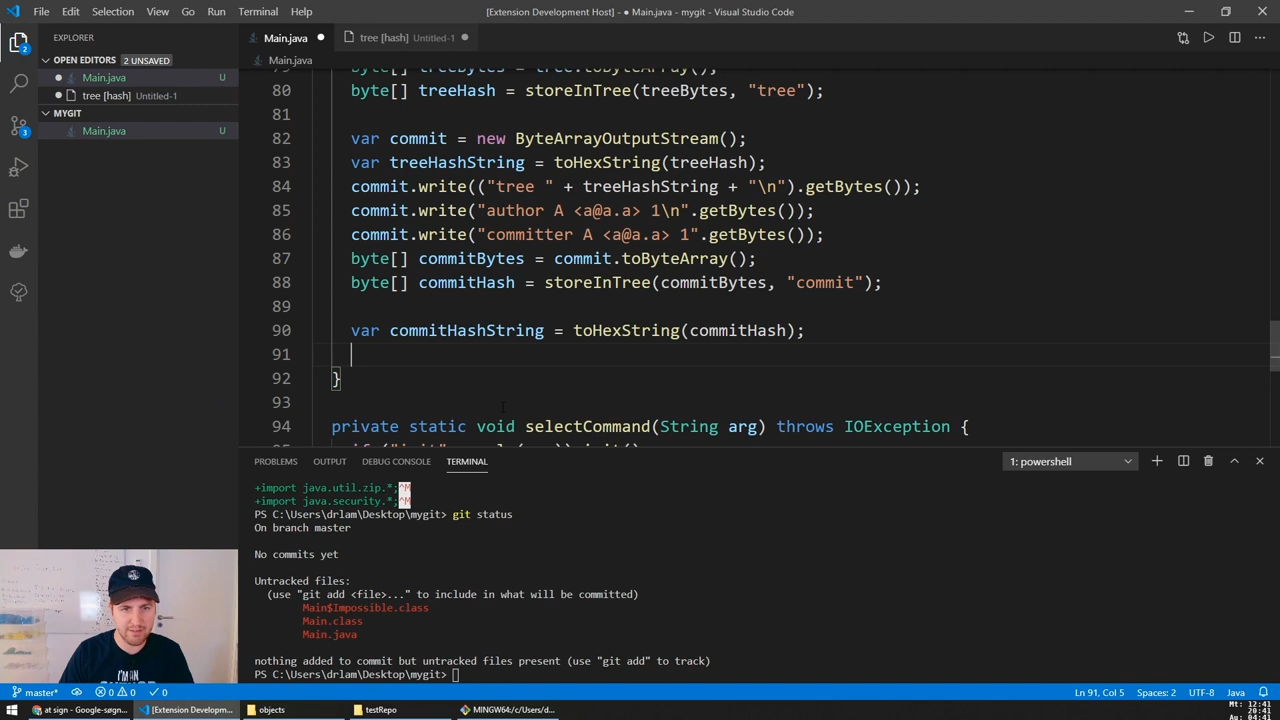 File Edit Selection View Go Run Terminal Help
[Extension Development Host] - ● Main.java - mygit - Visual Studio Code
EXPLORER
Main.java
tree [hash] Untitled-1
OPEN EDITORS 2 UNSAVED
Main.java U
Main.java
tree [hash] Untitled-1
MYGIT
Main.java U
2
3
80 byte[] treeHash = storeInTree(treeBytes, "tree");
81
82 var commit = new ByteArrayOutputStream();
83 var treeHashString = toHexString(treeHash);
84 commit.write(("tree " + treeHashString + "\n").getBytes());
85 commit.write("author A <a@a.a> 1\n".getBytes());
86 commit.write("committer A <a@a.a> 1".getBytes());
87 byte[] commitBytes = commit.toByteArray();
88 byte[] commitHash = storeInTree(commitBytes, "commit");
89
90 var commitHashString = toHexString(commitHash);
91
92 }
93
94 private static void selectCommand(String arg) throws IOException {
PROBLEMS OUTPUT DEBUG CONSOLE TERMINAL
1: powershell
+import java.util.zip.*;^M
+import java.security.*;^M
PS C:\Users\drlam\Desktop\mygit> git status
On branch master
No commits yet
Untracked files:
(use "git add <file>..." to include in what will be committed)
Main$Impossible.class
Main.class
Main.java
nothing added to commit but untracked files present (use "git add" to track)
PS C:\Users\drlam\Desktop\mygit>
master* 0 0 0 Ln 91, Col 5 Spaces: 2 UTF-8 Java
at sign - Google-søgn... [Extension Developm... objects testRepo MINGW64:/c/Users/d...
Mt: 12:41
20:41